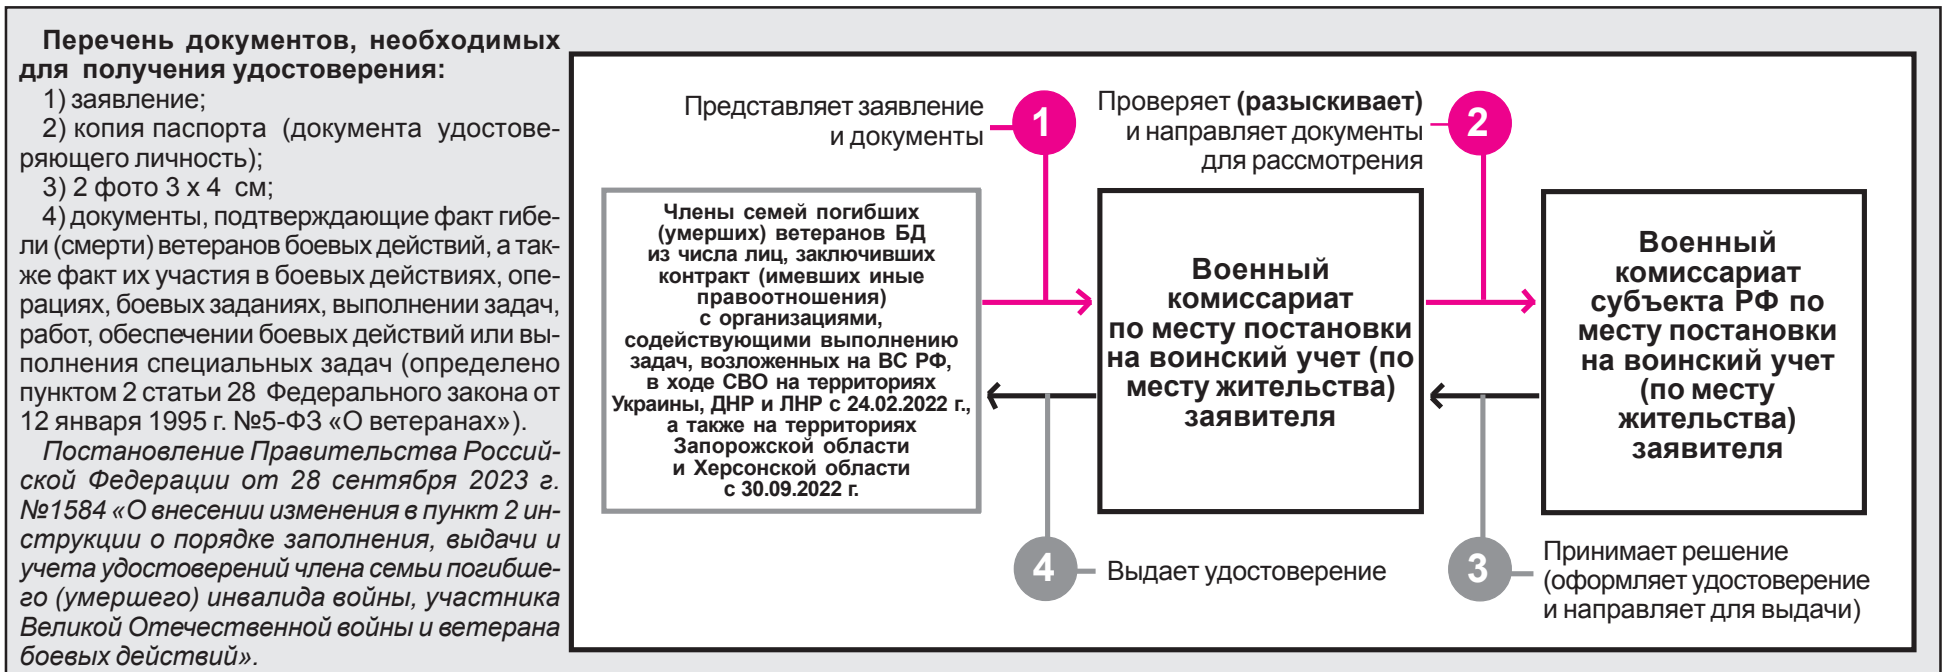 Перечень документов, необходимых
для получения удостоверения:
1) заявление;
2) копия паспорта (документа удостове-
ряющего личность);
3) 2 фото 3 х 4 см;
4) документы, подтверждающие факт гибе-
ли (смерти) ветеранов боевых действий, а так-
же факт их участия в боевых действиях, опе-
рациях, боевых заданиях, выполнении задач,
работ, обеспечении боевых действий или вы-
полнения специальных задач (определено
пунктом 2 статьи 28 Федерального закона от
12 января 1995 г. №5-ФЗ «О ветеранах»).
Постановление Правительства Россий-
ской Федерации от 28 сентября 2023 г.
№1584 «О внесении изменения в пункт 2 ин-
струкции о порядке заполнения, выдачи и
учета удостоверений члена семьи погибше-
го (умершего) инвалида войны, участника
Великой Отечественной войны и ветерана
боевых действий».
Представляет заявление
и документы
1
Проверяет (разыскивает)
и направляет документы
для рассмотрения
2
Члены семей погибших
(умерших) ветеранов БД
из числа лиц, заключивших
контракт (имевших иные
правоотношения)
с организациями,
содействующими выполнению
задач, возложенных на ВС РФ,
в ходе СВО на территориях
Украины, ДНР и ЛНР с 24.02.2022 г.,
а также на территориях
Запорожской области
и Херсонской области
с 30.09.2022 г.
Военный
комиссариат
по месту постановки
на воинский учет (по
месту жительства)
заявителя
Военный
комиссариат
субъекта РФ по
месту постановки
на воинский учет
(по месту
жительства)
заявителя
4
Выдает удостоверение
3
Принимает решение
(оформляет удостоверение
и направляет для выдачи)